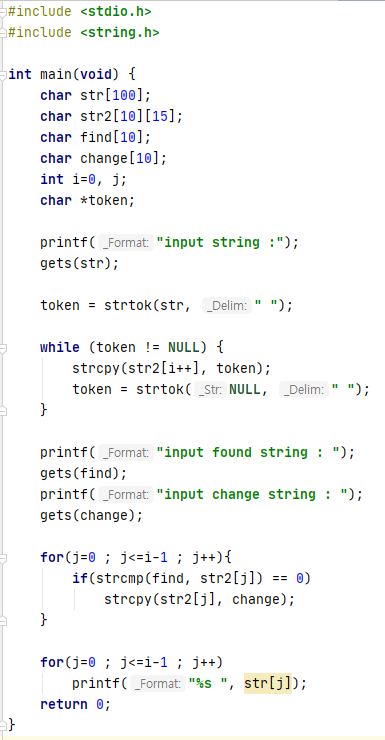 #include <stdio.h>
#include <string.h>

int main(void) {
    char str[100];
    char str2[10][15];
    char find[10];
    char change[10];
    int i=0, j;
    char *token;

    printf( _Format: "input string :");
    gets(str);

    token = strtok(str, _Delim: " ");

    while (token != NULL) {
        strcpy(str2[i++], token);
        token = strtok( _Str: NULL, _Delim: " ");
    }

    printf( _Format: "input found string : ");
    gets(find);
    printf( _Format: "input change string : ");
    gets(change);

    for(j=0 ; j<=i-1 ; j++){
        if(strcmp(find, str2[j]) == 0)
            strcpy(str2[j], change);
    }

    for(j=0 ; j<=i-1 ; j++)
        printf( _Format: "%s ", str[j]);
    return 0;
}